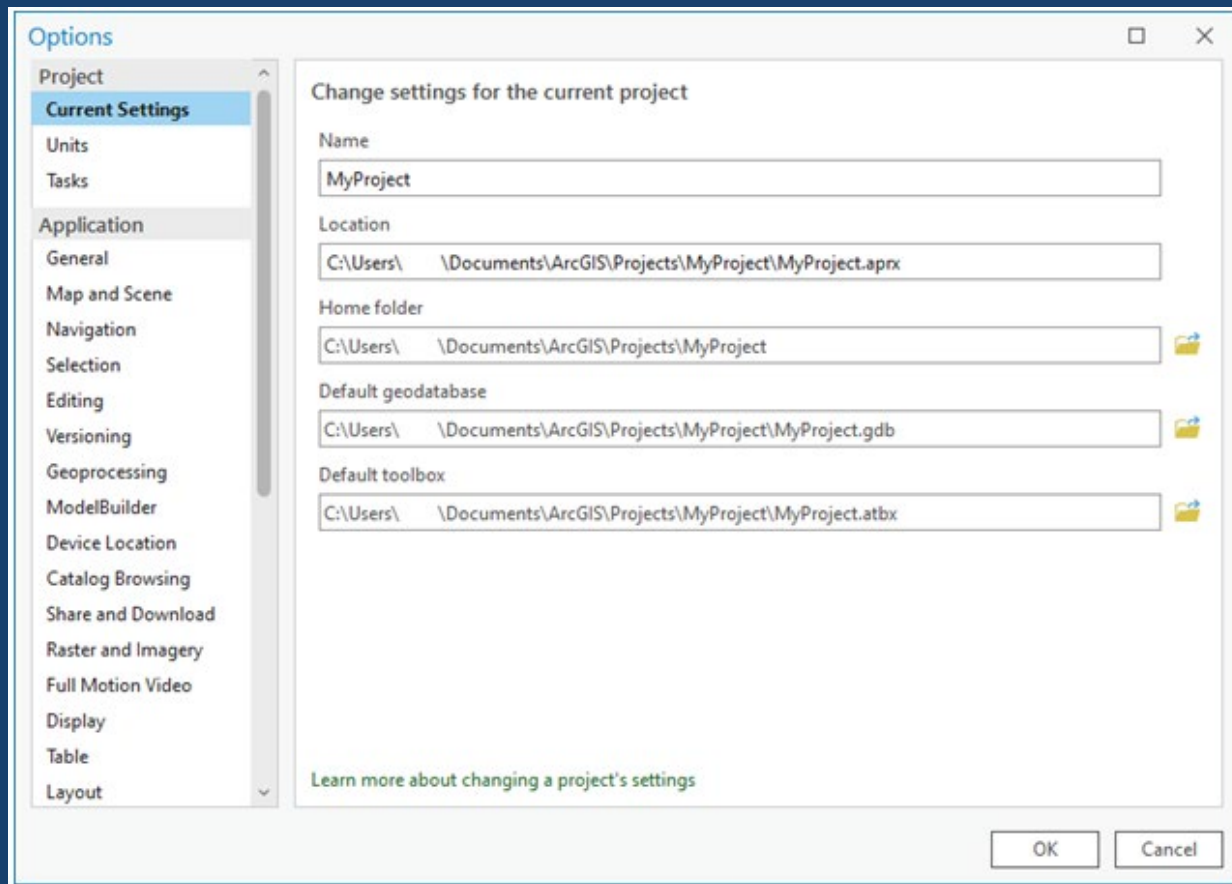 Options
Project
Current Settings
Units
Tasks
Application
General
Map and Scene
Navigation
Selection
Editing
Versioning
Geoprocessing
ModelBuilder
Device Location
Catalog Browsing
Share and Download
Raster and Imagery
Full Motion Video
Display
Table
Layout
Change settings for the current project
Name
MyProject
Location
C:\Users\ \Documents\ArcGIS\Projects\MyProject\MyProject.aprx
Home folder
C:\Users\ \Documents\ArcGIS\Projects\MyProject
Default geodatabase
C:\Users\ \Documents\ArcGIS\Projects\MyProject\MyProject.gdb
Default toolbox
C:\Users\ \Documents\ArcGIS\Projects\MyProject\MyProject.atbx
Learn more about changing a project's settings
OK
Cancel